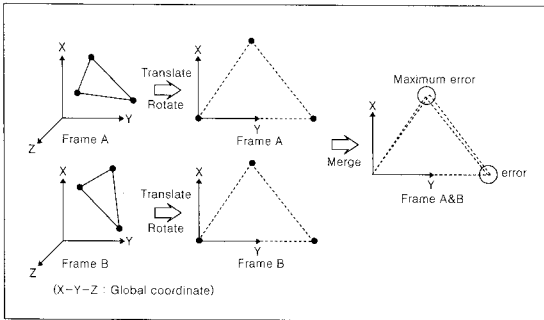 X
Y
Z
Frame A
Translate
Rotate
X
Y
Frame A
X
Y
Z
Frame B
Translate
Rotate
X
Y
Frame B
Merge
Maximum error
X
error
Y
Frame A&B
(X-Y-Z : Global coordinate)